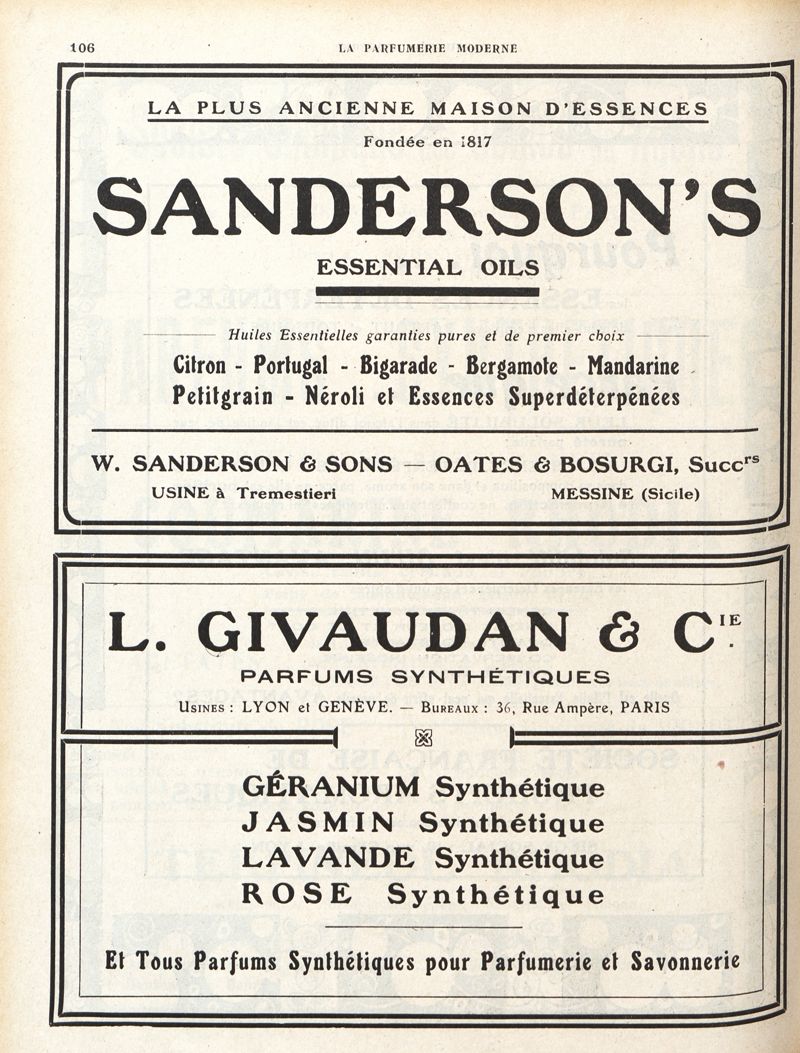 106
LA PARFUMERIE MODERNE
LA PLUS ANCIENNE MAISON D'ESSENCES
Fondée en 1817
SANDERSON'S
ESSENTIAL OILS
Huiles Essentielles garanties pures et de premier choix
Citron - Portugal - Bigarade - Bergamote - Mandarine
Petitgrain - Néroli et Essences Superdéterpénées
W. SANDERSON & SONS — OATES & BOSURGI, Succrs
USINE à Tremestieri MESSINE (Sicile)
L. GIVAUDAN & CIE.
PARFUMS SYNTHÉTIQUES
USINES : LYON et GENÈVE. — BUREAUX : 36, Rue Ampère, PARIS
GÉRANIUM Synthétique
JASMIN Synthétique
LAVANDE Synthétique
ROSE Synthétique
Et Tous Parfums Synthétiques pour Parfumerie et Savonnerie